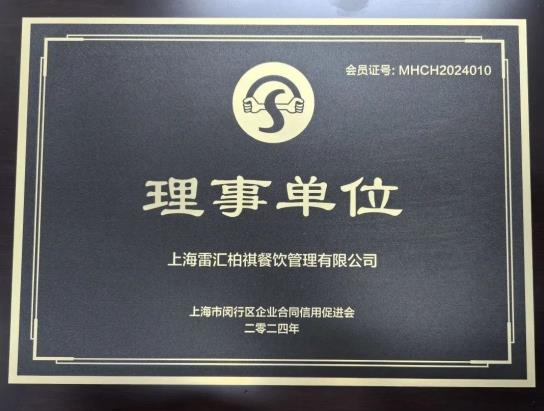 会员证号: MHCH2024010
理事单位
上海雷汇柏祺餐饮管理有限公司
上海市闵行区企业合同信用促进会
二零二四年